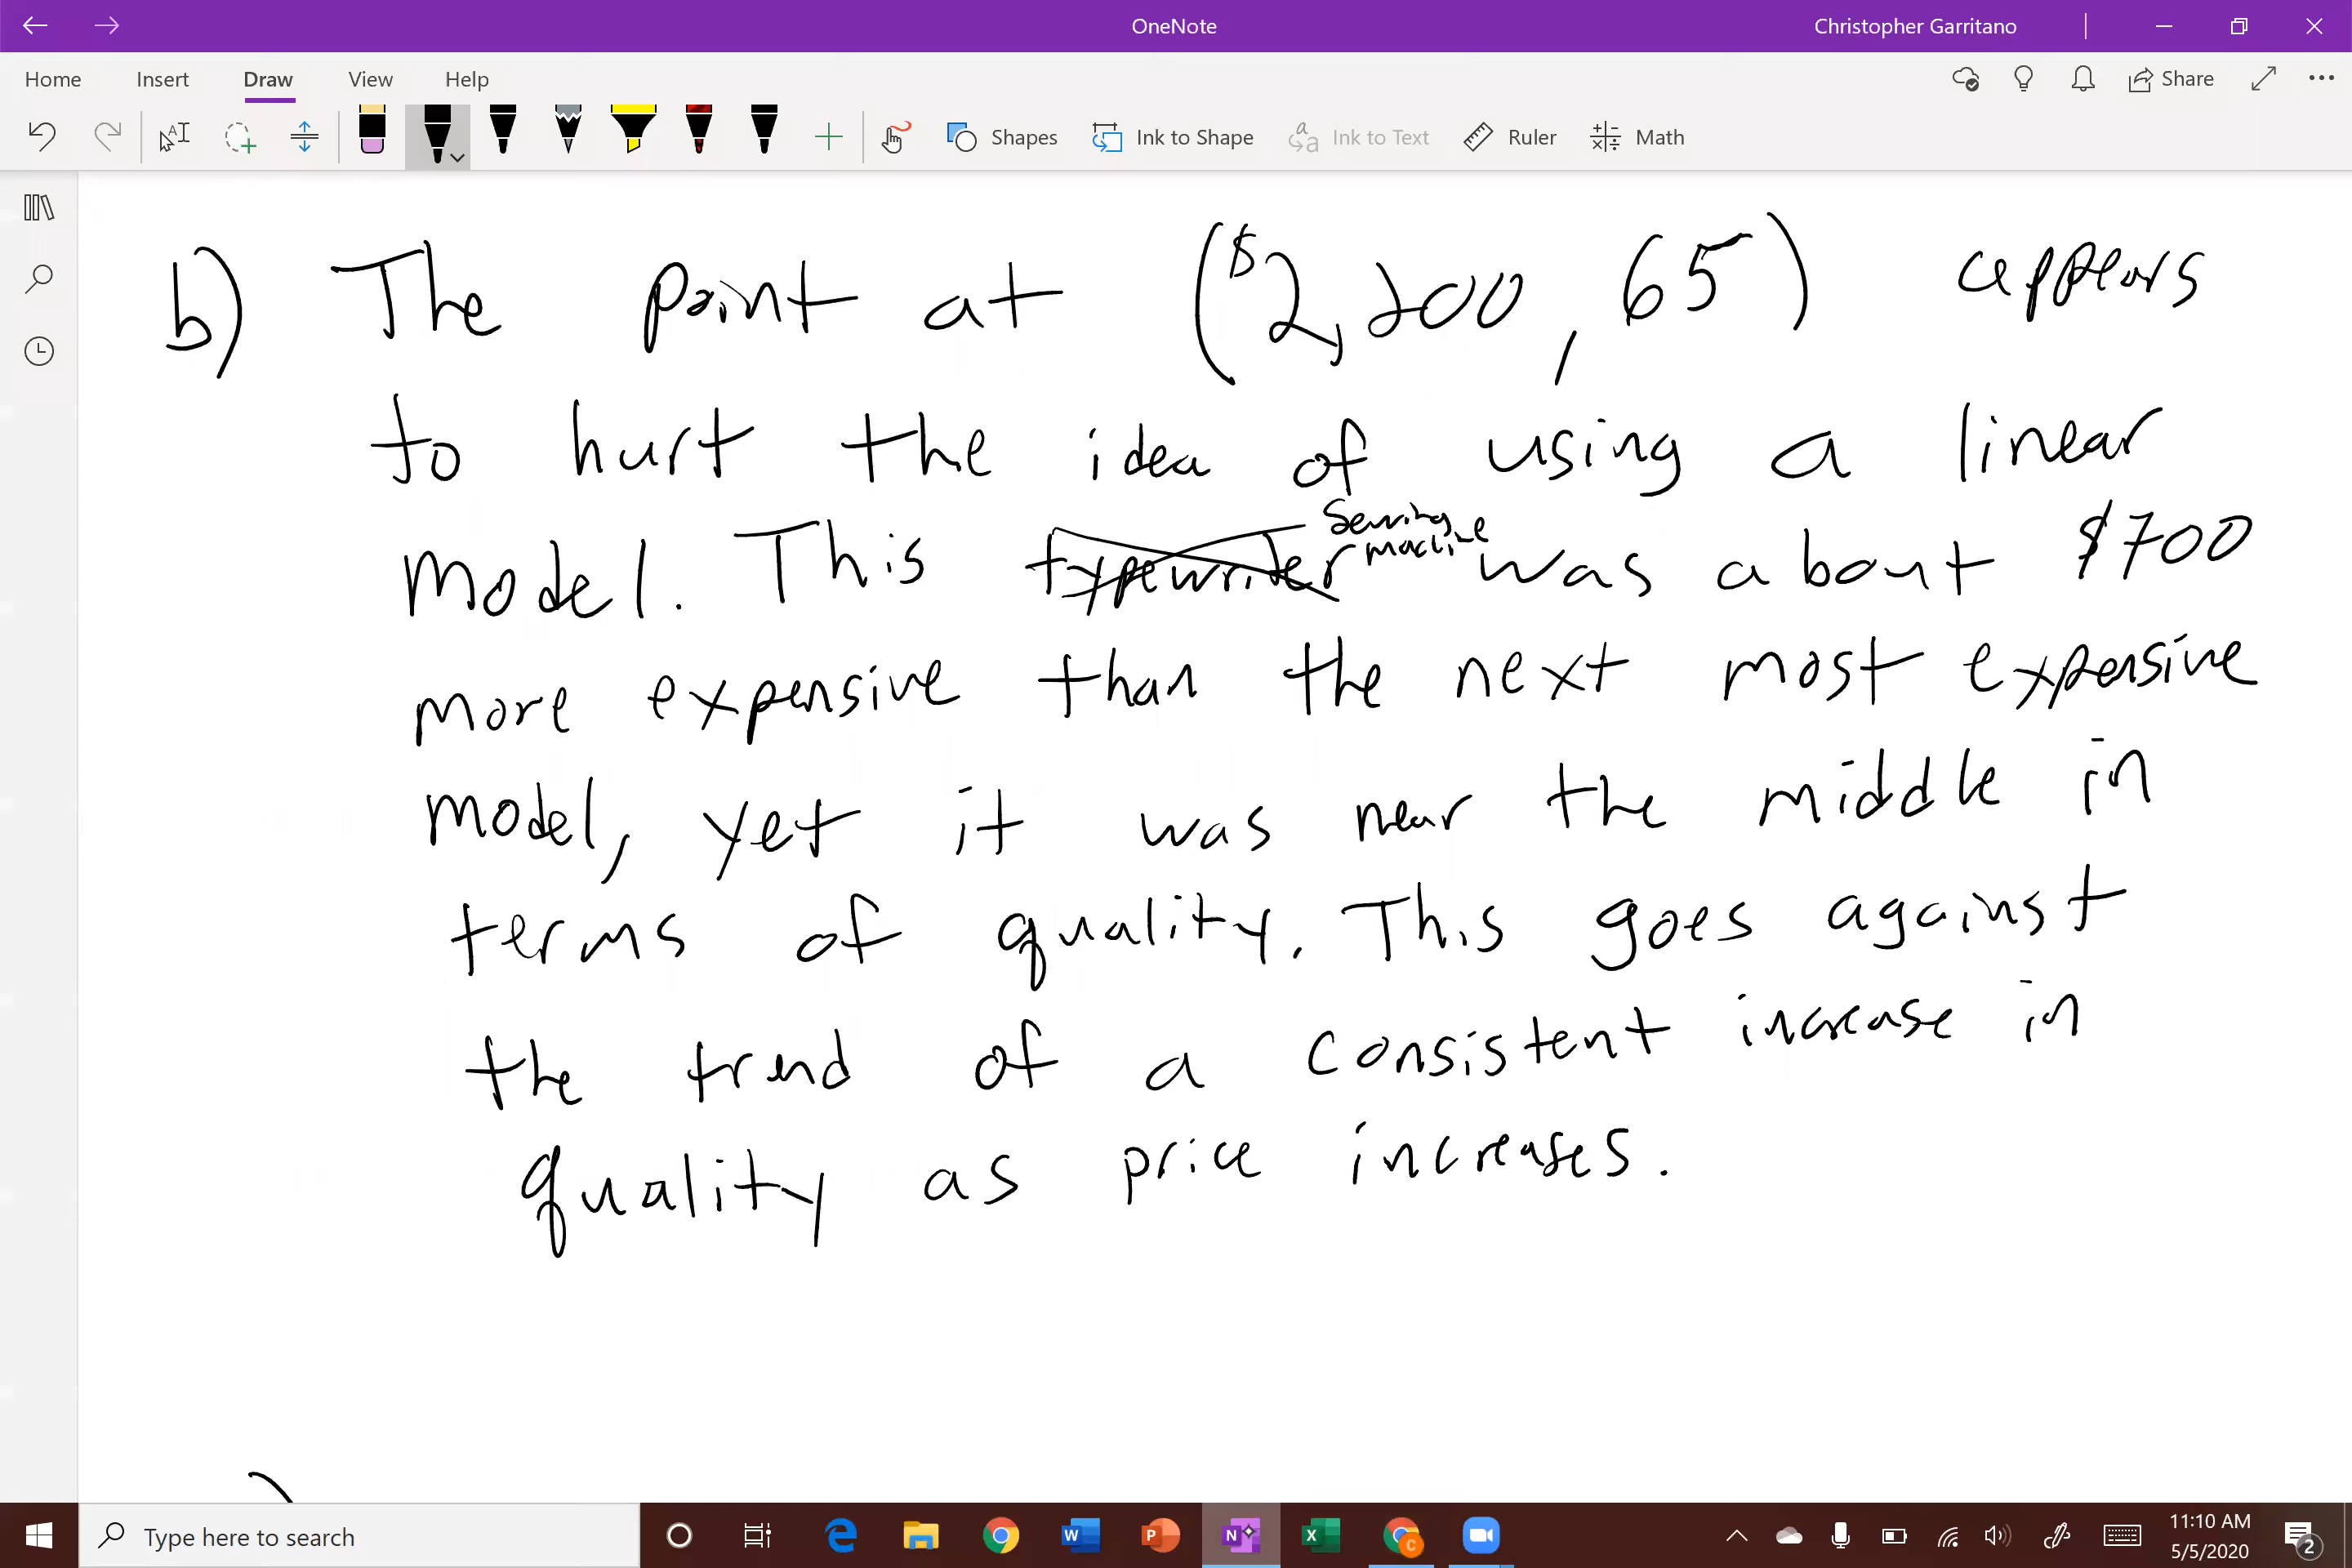 OneNote
Christopher Garritano
Home Insert Draw View Help
Share
Shapes Ink to Shape Ink to Text Ruler Math
b) The point at ($2,200, 65) appears
to hurt the idea of using a linear
model. This typewriter sewing machine was about $700
more expensive than the next most expensive
model, yet it was near the middle in
terms of quality. This goes against
the trend of a consistent increase in
quality as price increases.
Type here to search
11:10 AM
5/5/2020
2